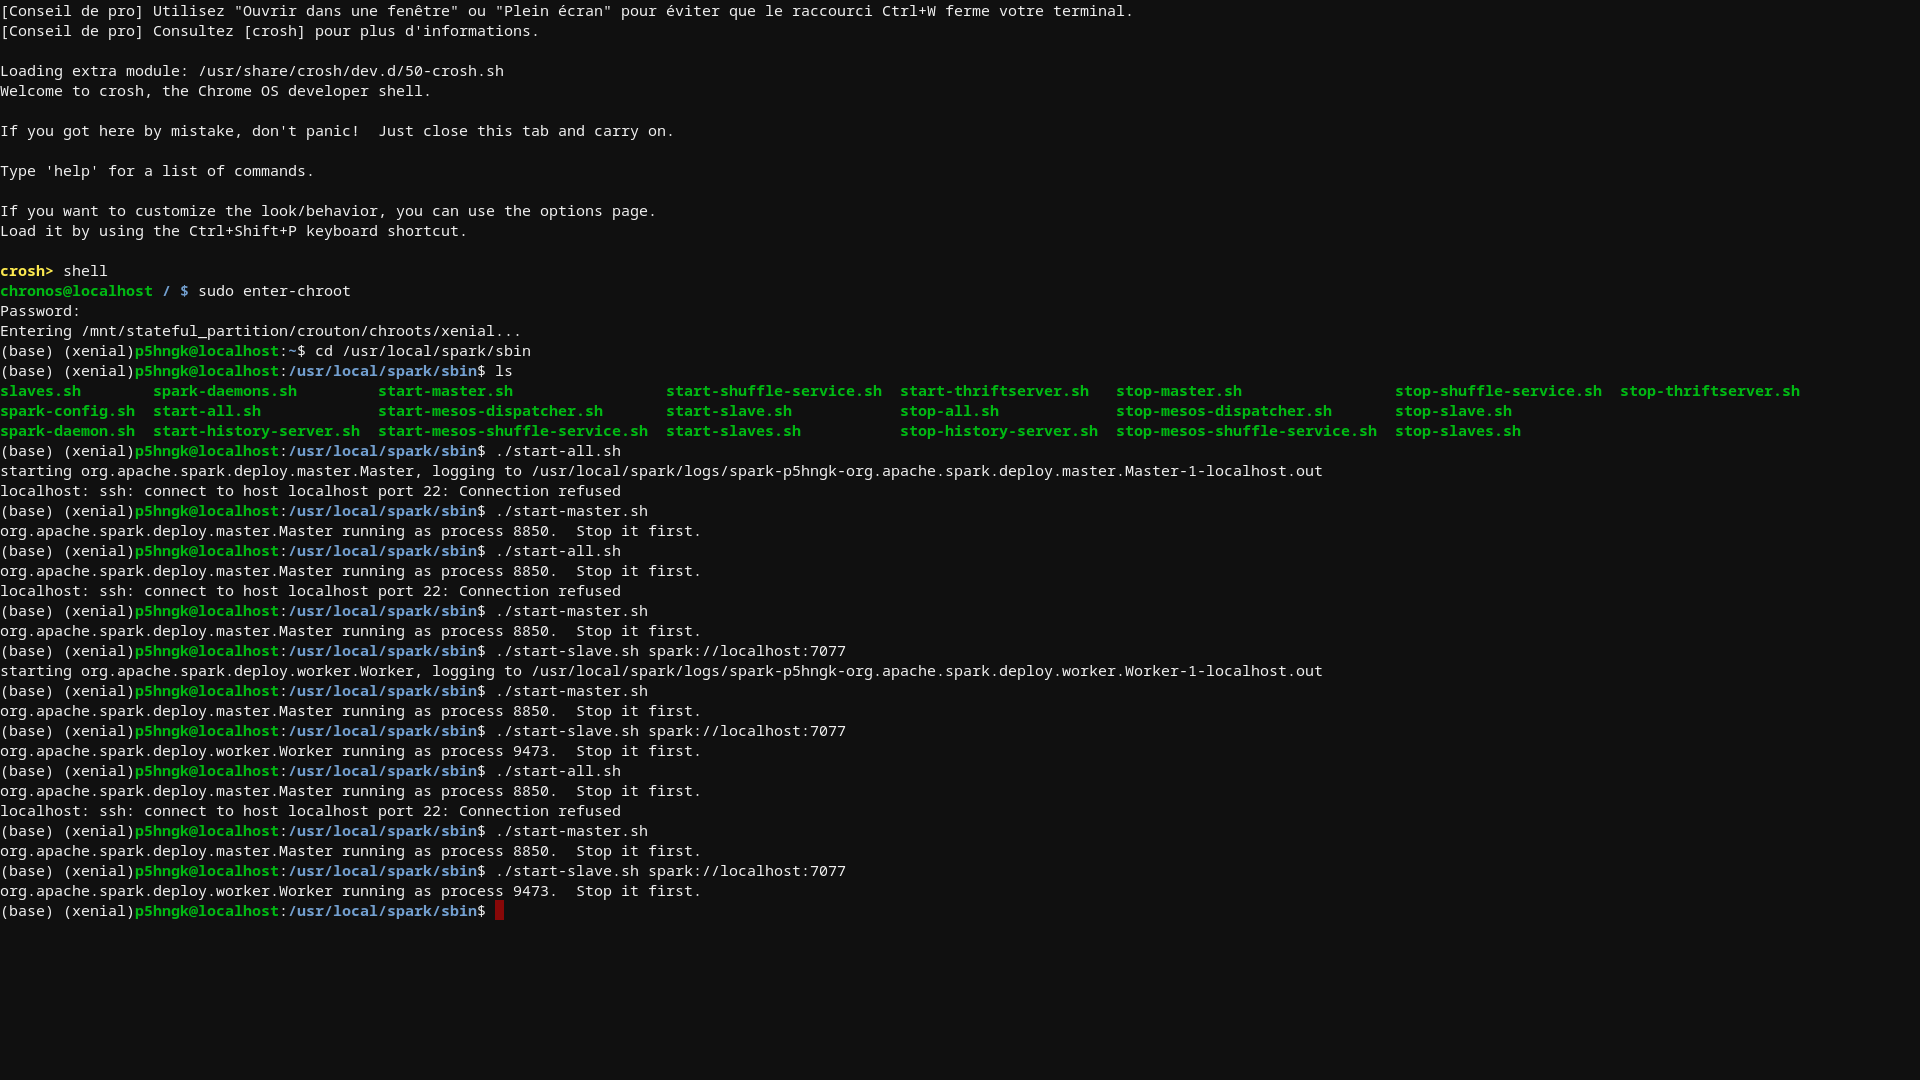 [Conseil de pro] Utilisez "Ouvrir dans une fenêtre" ou "Plein écran" pour éviter que le raccourci Ctrl+W ferme votre terminal.
[Conseil de pro] Consultez [crosh] pour plus d'informations.
Loading extra module: /usr/share/crosh/dev.d/50-crosh.sh
Welcome to crosh, the Chrome OS developer shell.
If you got here by mistake, don't panic!  Just close this tab and carry on.
Type 'help' for a list of commands.
If you want to customize the look/behavior, you can use the options page.
Load it by using the Ctrl+Shift+P keyboard shortcut.
crosh> shell
chronos@localhost / $ sudo enter-chroot
Password:
Entering /mnt/stateful_partition/crouton/chroots/xenial...
(base) (xenial)p5hngk@localhost:~$ cd /usr/local/spark/sbin
(base) (xenial)p5hngk@localhost:/usr/local/spark/sbin$ ls
slaves.sh        spark-daemons.sh         start-master.sh                 start-shuffle-service.sh  start-thriftserver.sh   stop-master.sh                 stop-shuffle-service.sh  stop-thriftserver.sh
spark-config.sh  start-all.sh             start-mesos-dispatcher.sh       start-slave.sh            stop-all.sh             stop-mesos-dispatcher.sh       stop-slave.sh
spark-daemon.sh  start-history-server.sh  start-mesos-shuffle-service.sh  start-slaves.sh           stop-history-server.sh  stop-mesos-shuffle-service.sh  stop-slaves.sh
(base) (xenial)p5hngk@localhost:/usr/local/spark/sbin$ ./start-all.sh
starting org.apache.spark.deploy.master.Master, logging to /usr/local/spark/logs/spark-p5hngk-org.apache.spark.deploy.master.Master-1-localhost.out
localhost: ssh: connect to host localhost port 22: Connection refused
(base) (xenial)p5hngk@localhost:/usr/local/spark/sbin$ ./start-master.sh
org.apache.spark.deploy.master.Master running as process 8850.  Stop it first.
(base) (xenial)p5hngk@localhost:/usr/local/spark/sbin$ ./start-all.sh
org.apache.spark.deploy.master.Master running as process 8850.  Stop it first.
localhost: ssh: connect to host localhost port 22: Connection refused
(base) (xenial)p5hngk@localhost:/usr/local/spark/sbin$ ./start-master.sh
org.apache.spark.deploy.master.Master running as process 8850.  Stop it first.
(base) (xenial)p5hngk@localhost:/usr/local/spark/sbin$ ./start-slave.sh spark://localhost:7077
starting org.apache.spark.deploy.worker.Worker, logging to /usr/local/spark/logs/spark-p5hngk-org.apache.spark.deploy.worker.Worker-1-localhost.out
(base) (xenial)p5hngk@localhost:/usr/local/spark/sbin$ ./start-master.sh
org.apache.spark.deploy.master.Master running as process 8850.  Stop it first.
(base) (xenial)p5hngk@localhost:/usr/local/spark/sbin$ ./start-slave.sh spark://localhost:7077
org.apache.spark.deploy.worker.Worker running as process 9473.  Stop it first.
(base) (xenial)p5hngk@localhost:/usr/local/spark/sbin$ ./start-all.sh
org.apache.spark.deploy.master.Master running as process 8850.  Stop it first.
localhost: ssh: connect to host localhost port 22: Connection refused
(base) (xenial)p5hngk@localhost:/usr/local/spark/sbin$ ./start-master.sh
org.apache.spark.deploy.master.Master running as process 8850.  Stop it first.
(base) (xenial)p5hngk@localhost:/usr/local/spark/sbin$ ./start-slave.sh spark://localhost:7077
org.apache.spark.deploy.worker.Worker running as process 9473.  Stop it first.
(base) (xenial)p5hngk@localhost:/usr/local/spark/sbin$